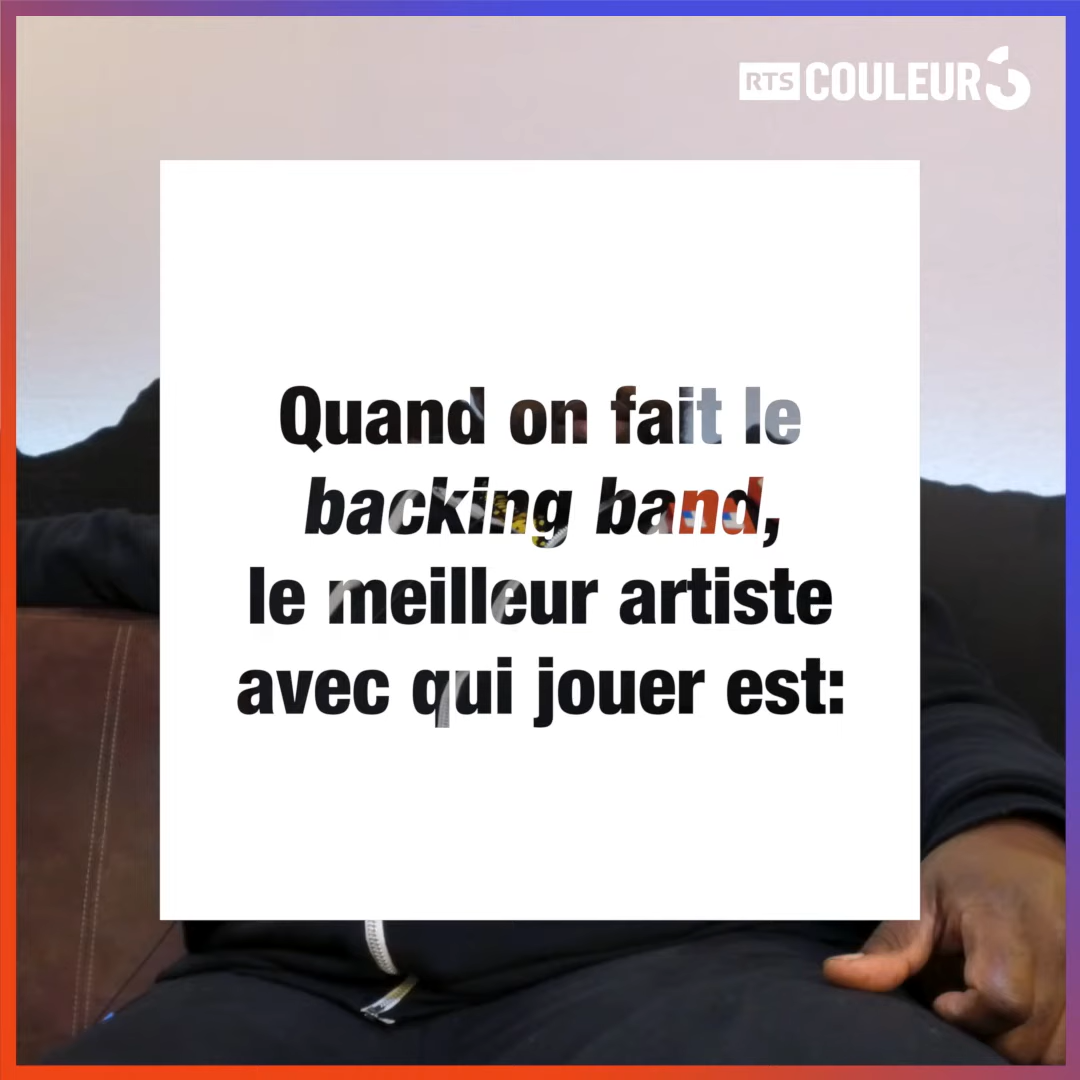 RTS COULEUR 3
Quand on fait le
backing band,
le meilleur artiste
avec qui jouer est: